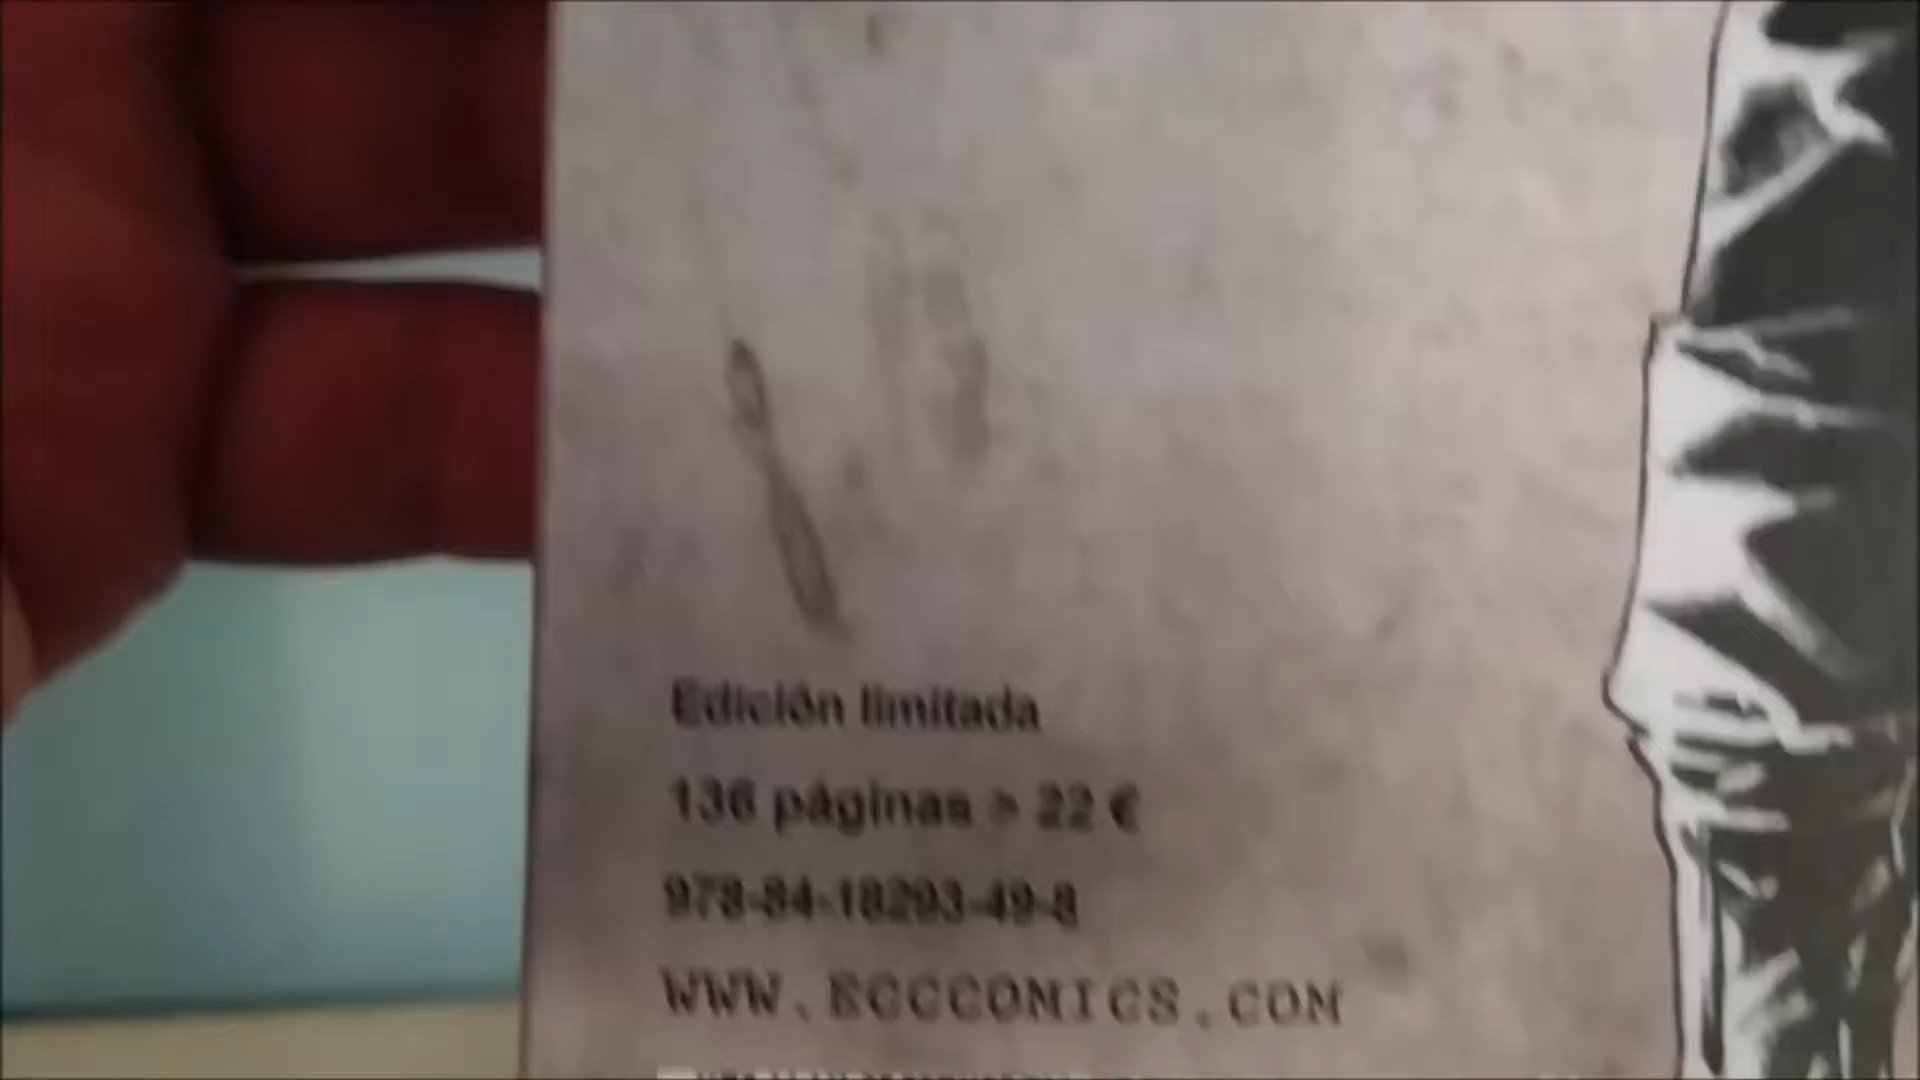 Edición limitada
136 páginas > 22 €
978-84-18293-49-8
WWW.ECCCOMICS.COM